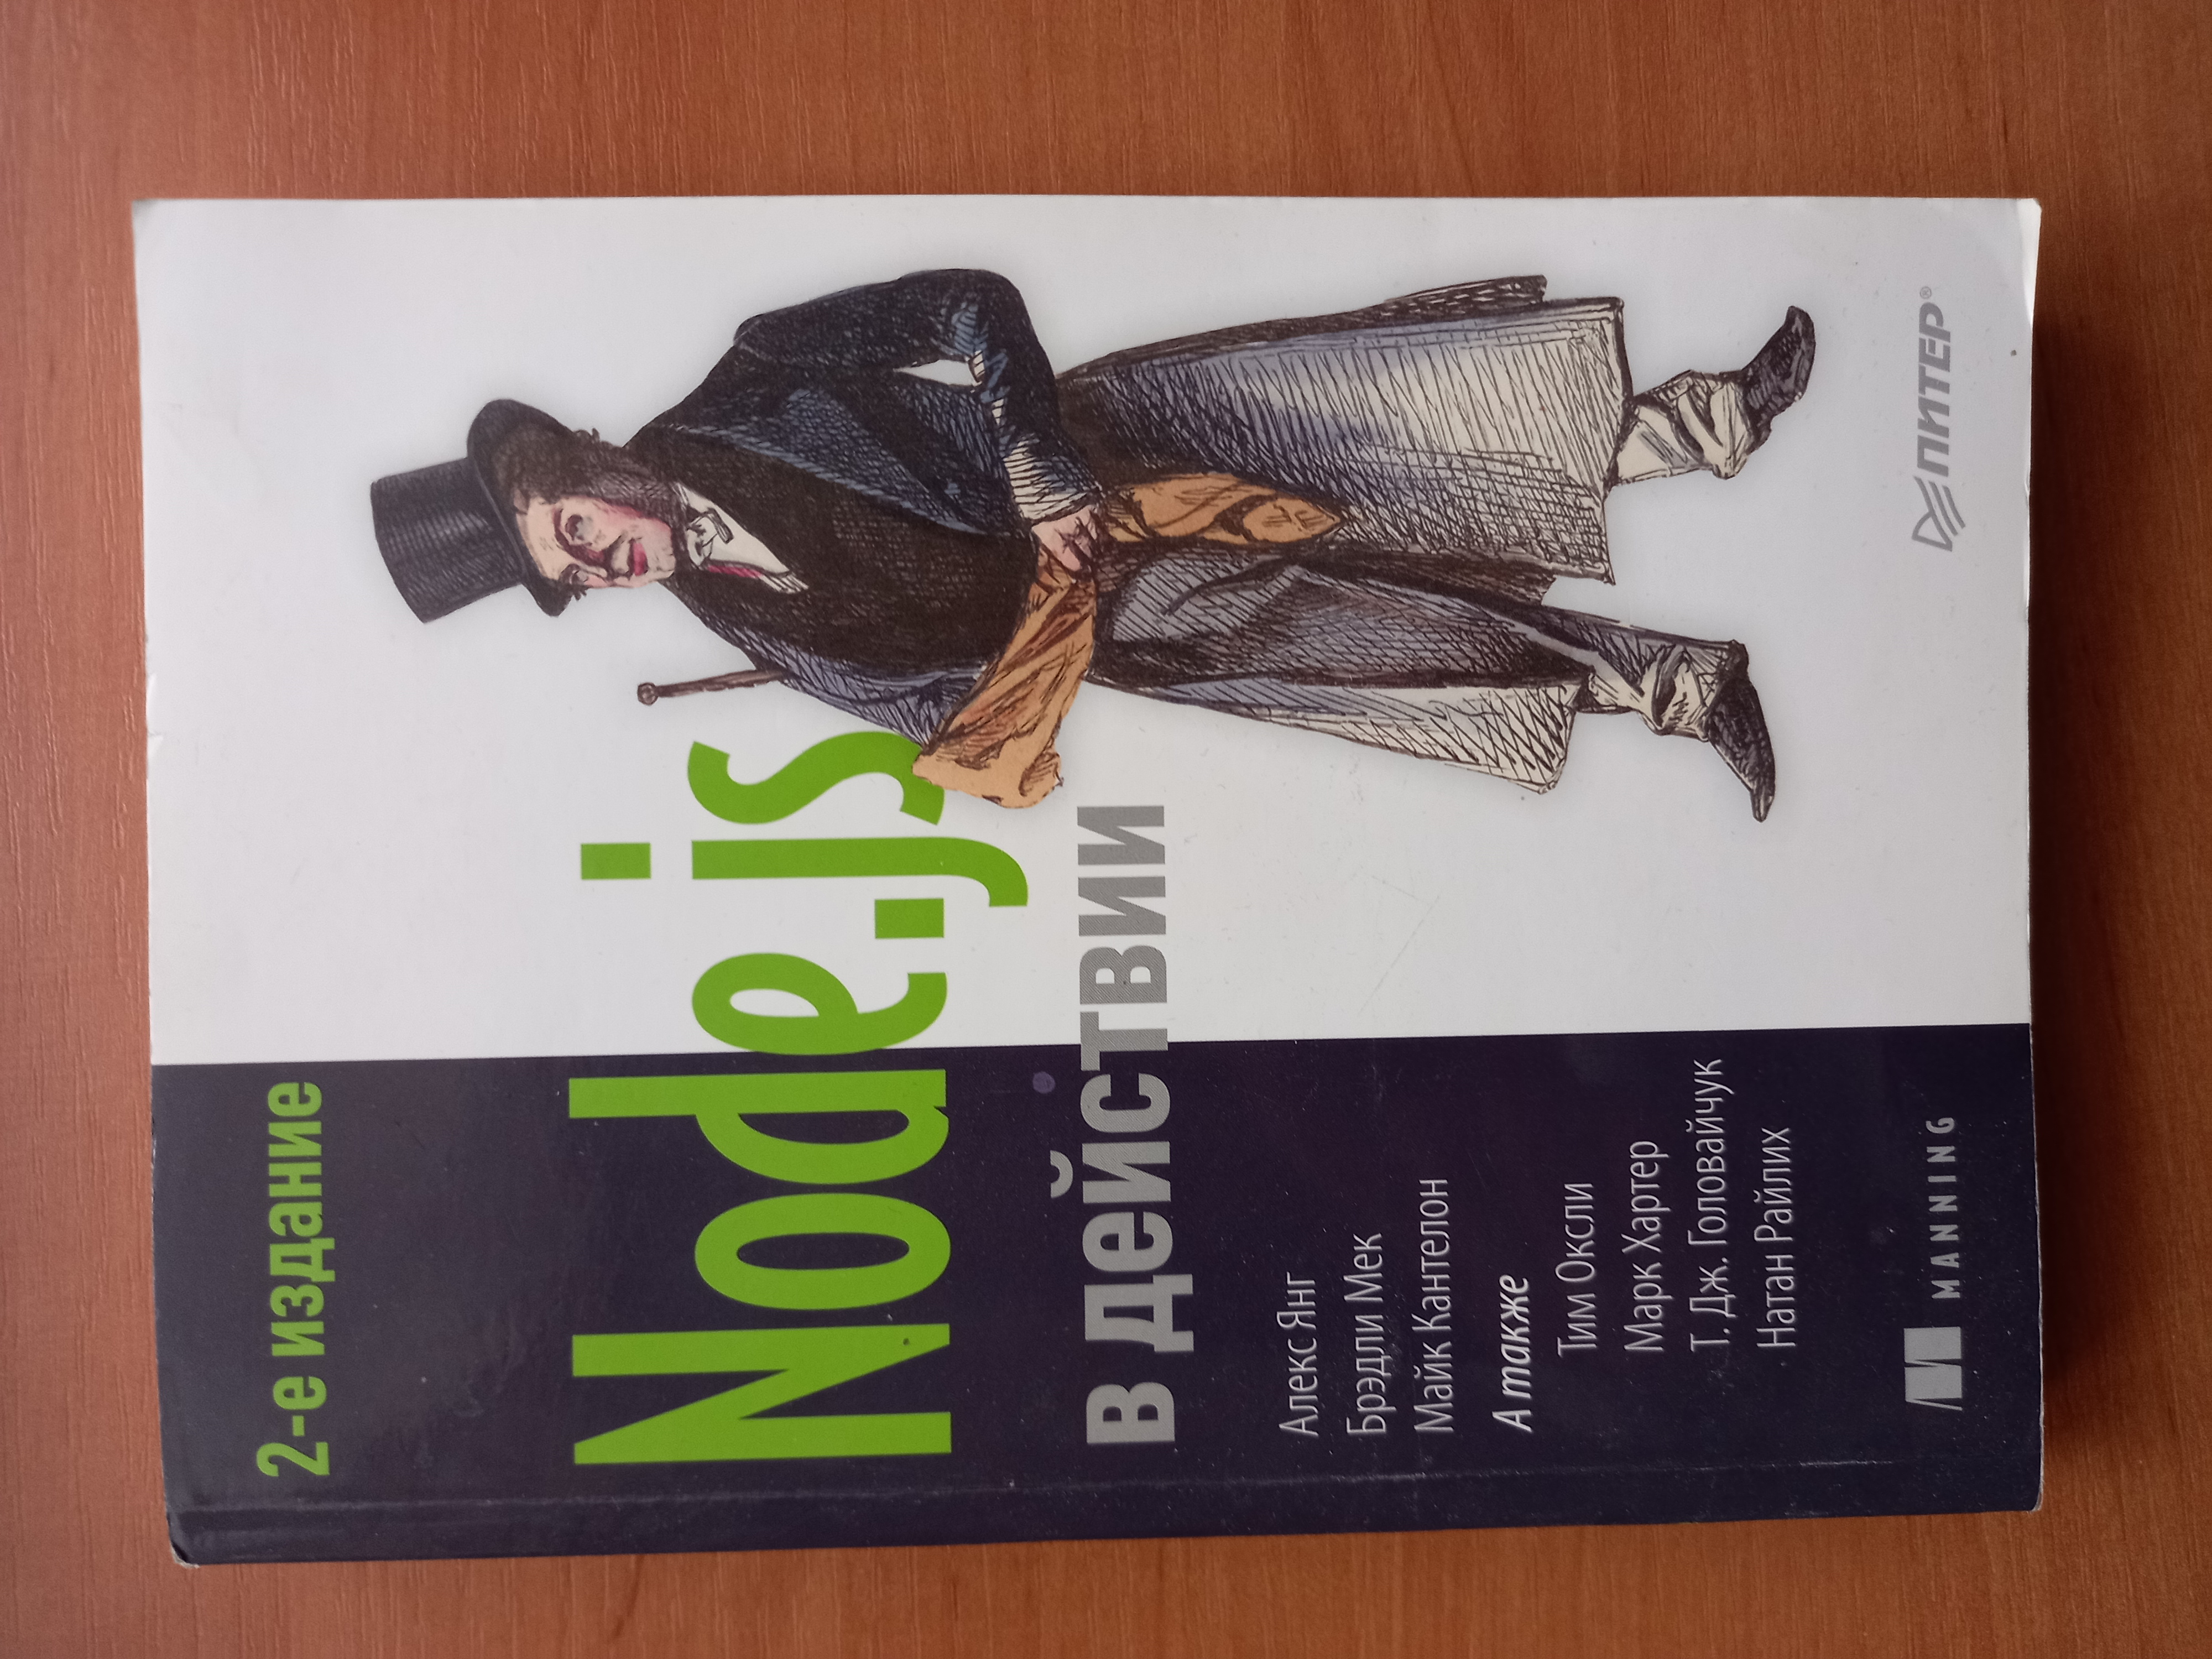 2-е издание
Node.js
в действии
Алекс Янг
Брэдли Мек
Майк Кантелон
А также
Тим Оксли
Марк Хартер
Т. Дж. Головайчук
Натан Райлих
MANNING
ПИТЕР®